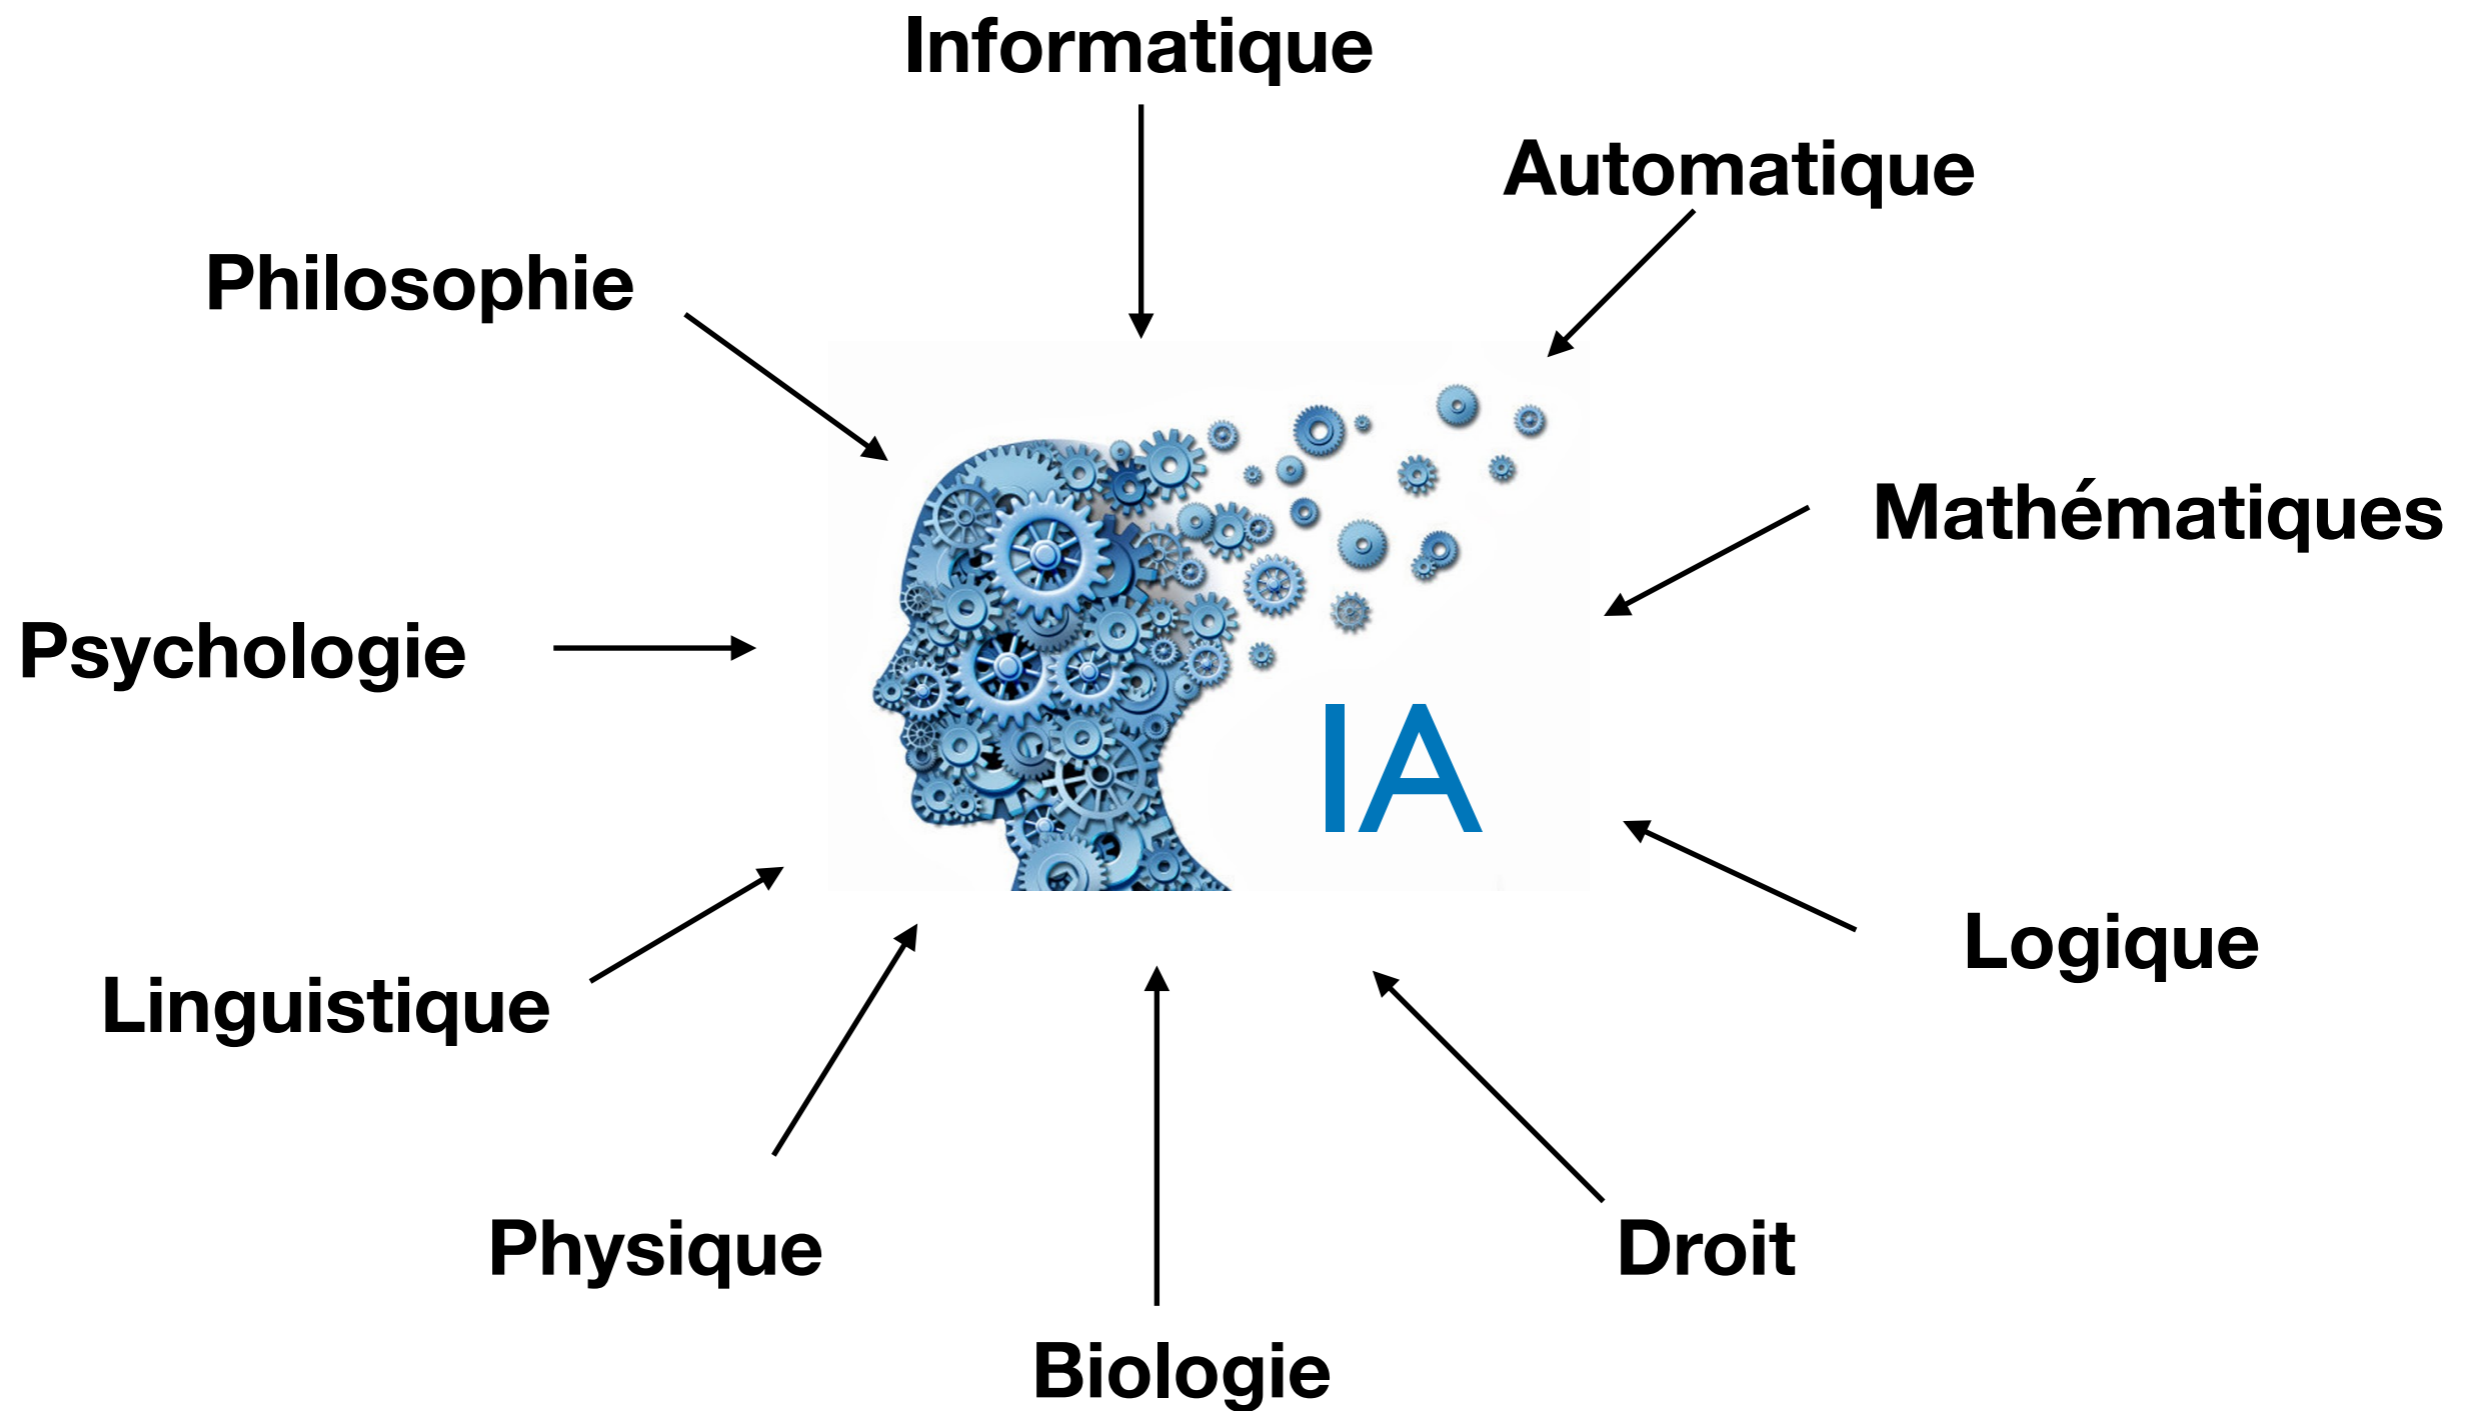 Informatique
Automatique
Philosophie
Mathématiques
Psychologie
IA
Logique
Linguistique
Physique
Droit
Biologie